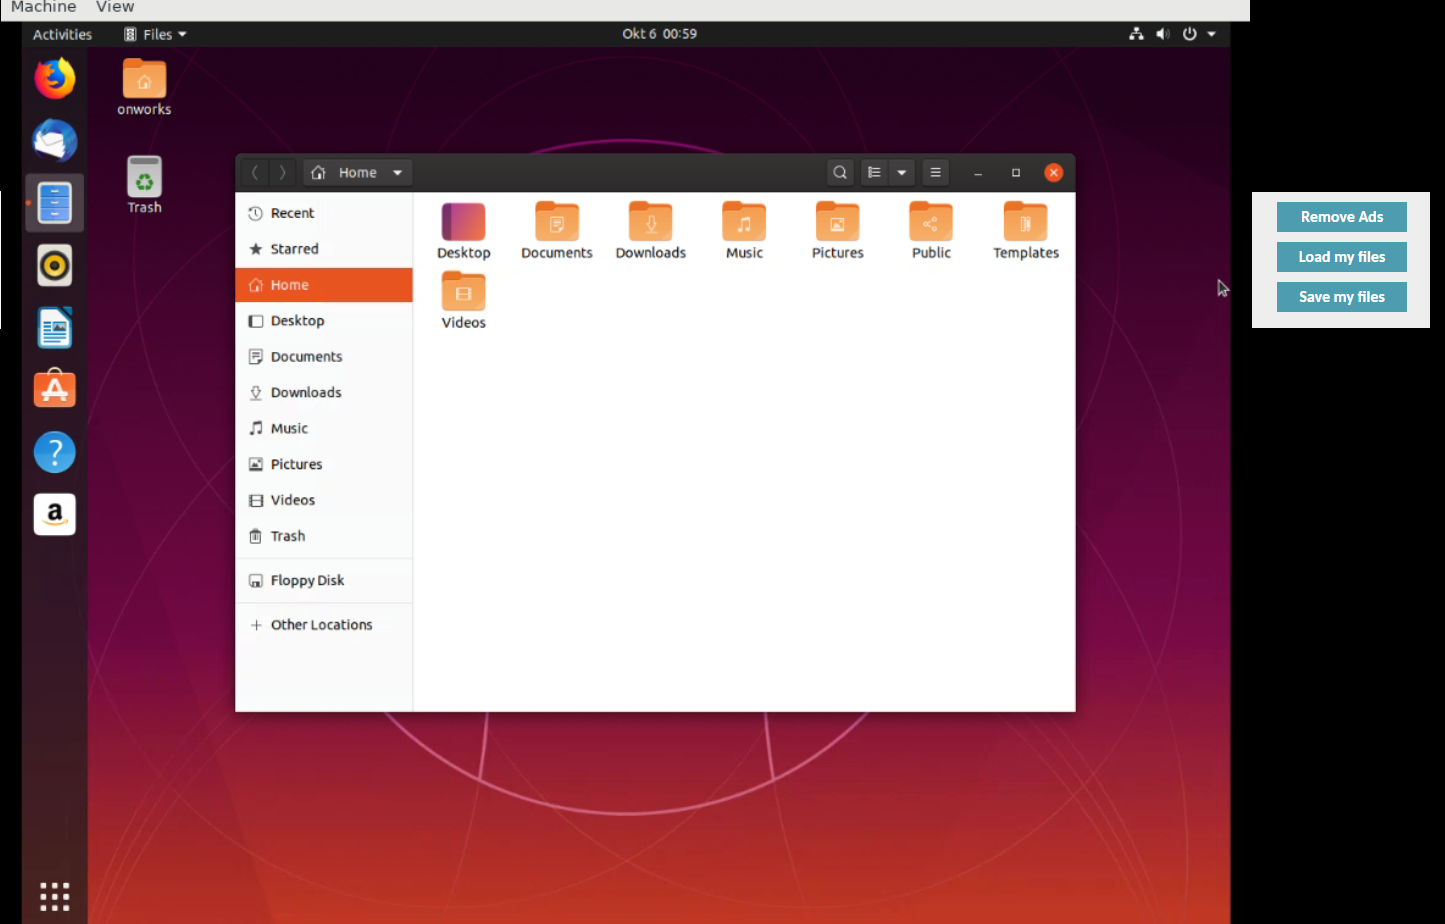 Machine View
Activities Files Okt 6 00:59
onworks
Trash
Home
Recent
Starred
Home
Desktop
Documents
Downloads
Music
Pictures
Videos
Trash
Floppy Disk
Other Locations
Desktop Documents Downloads Music Pictures Public Templates
Videos
?
a
Remove Ads
Load my files
Save my files